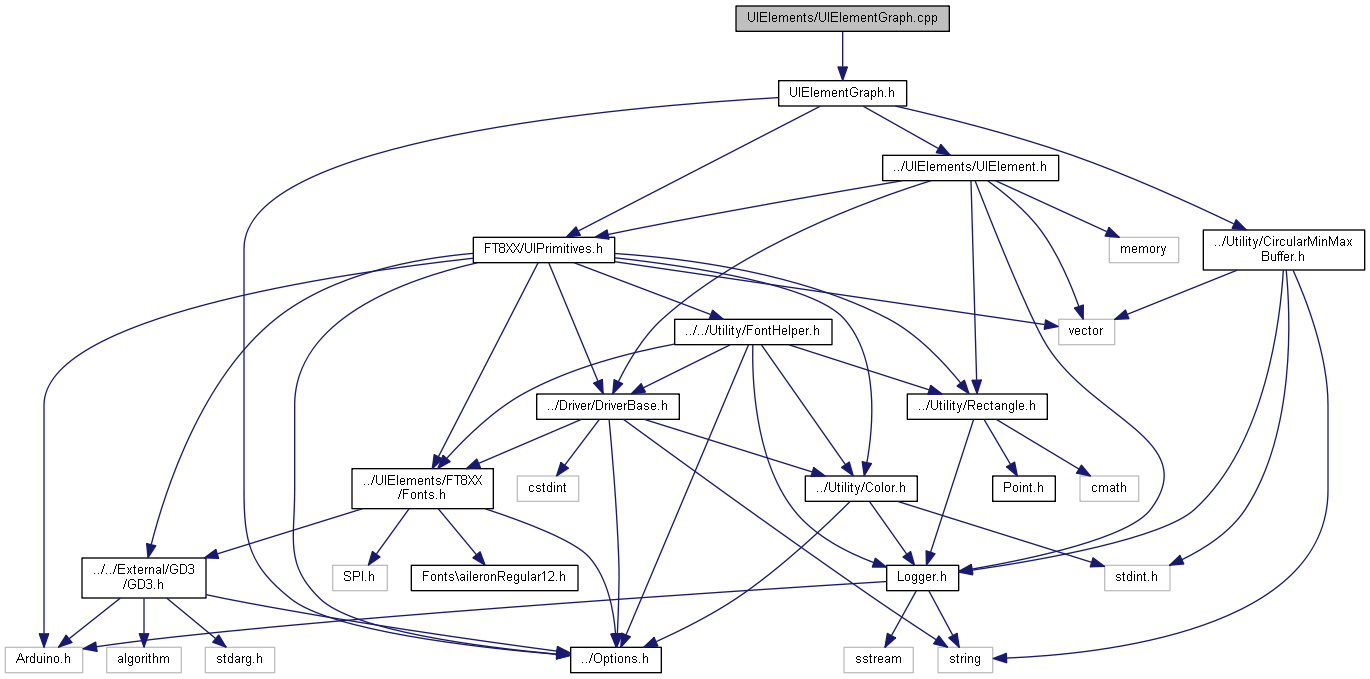 UIElements/UIElementGraph.cpp
UIElementGraph.h
../UIElements/UIElement.h
FT8XX/UIPrimitives.h
memory
../Utility/CircularMinMax
Buffer.h
../../Utility/FontHelper.h
vector
../Driver/DriverBase.h
../Utility/Rectangle.h
../UIElements/FT8XX
/Fonts.h
cstdint
../Utility/Color.h
Point.h
cmath
../../External/GD3
/GD3.h
SPI.h
Fonts\aileronRegular12.h
Logger.h
stdint.h
Arduino.h
algorithm
stdarg.h
../Options.h
sstream
string